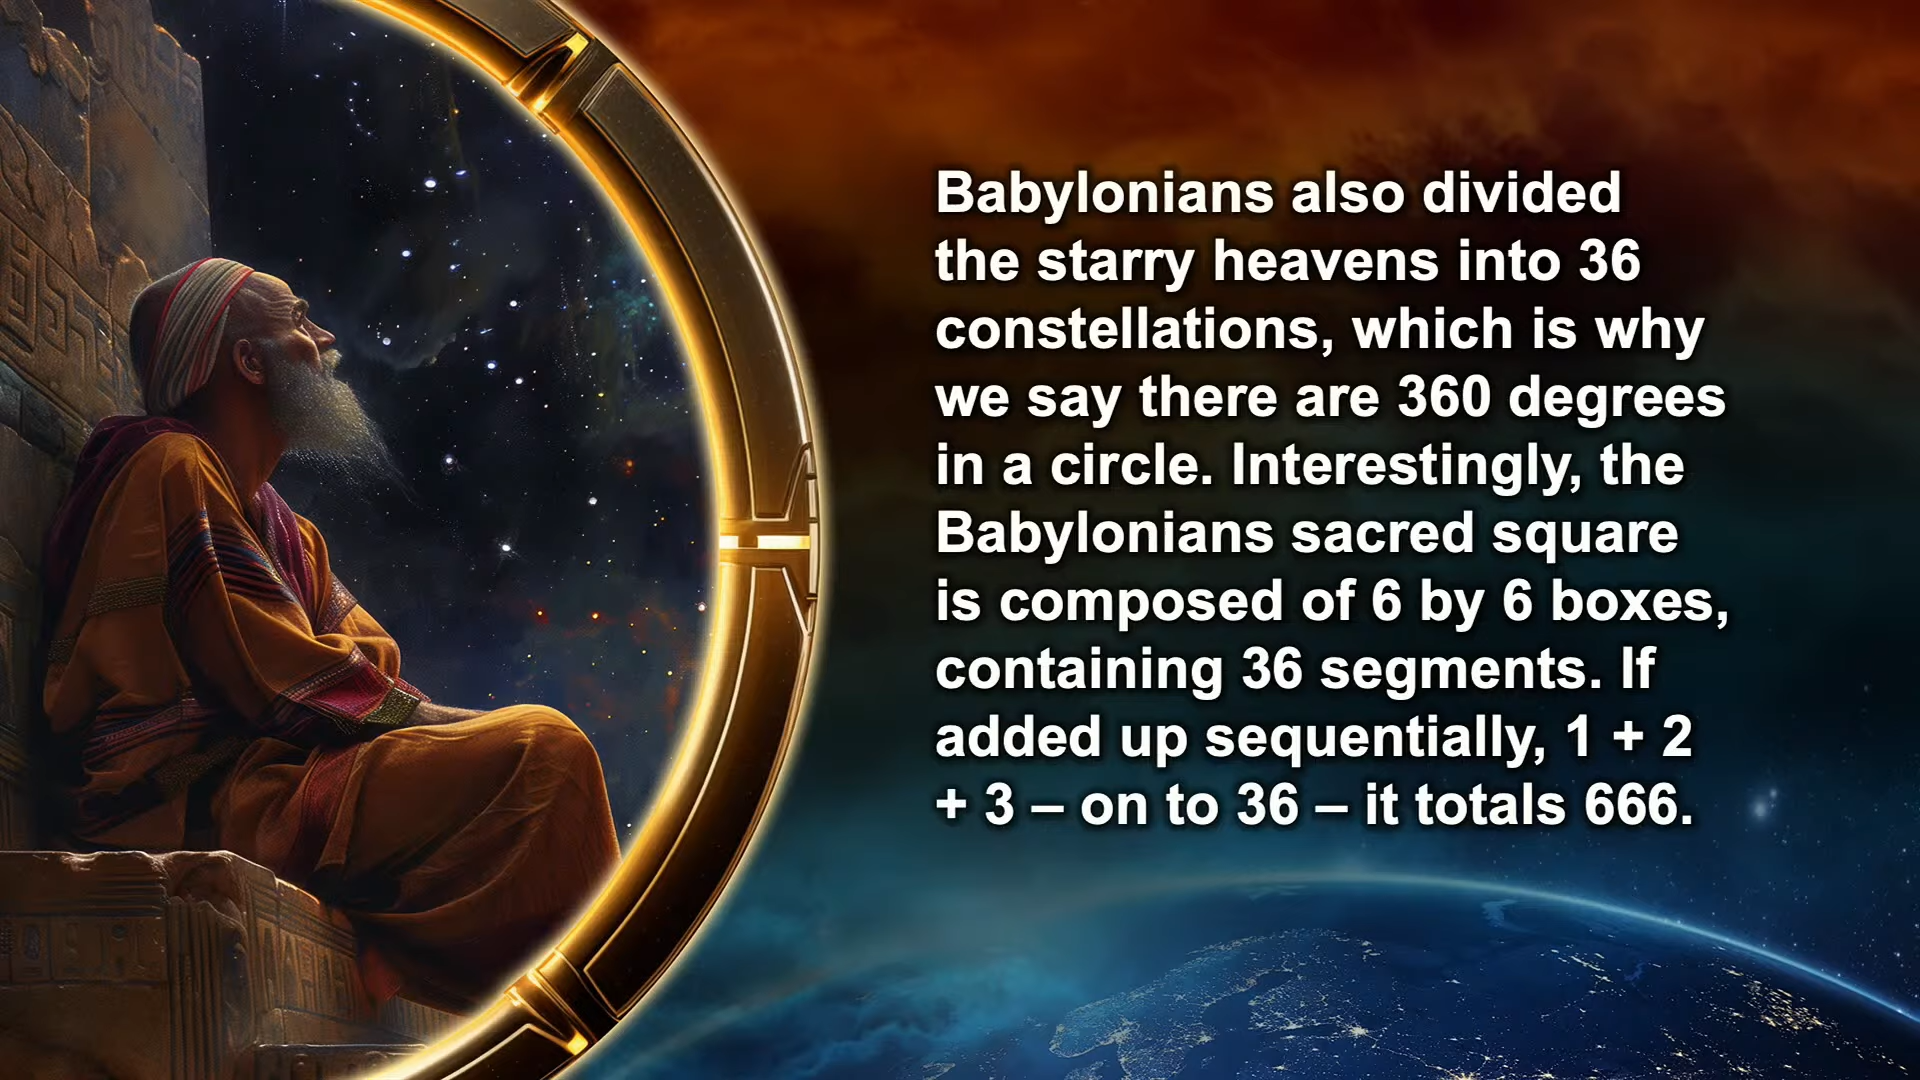 Babylonians also divided
the starry heavens into 36
constellations, which is why
we say there are 360 degrees
in a circle. Interestingly, the
Babylonians sacred square
is composed of 6 by 6 boxes,
containing 36 segments. If
added up sequentially, 1 + 2
+ 3 – on to 36 – it totals 666.